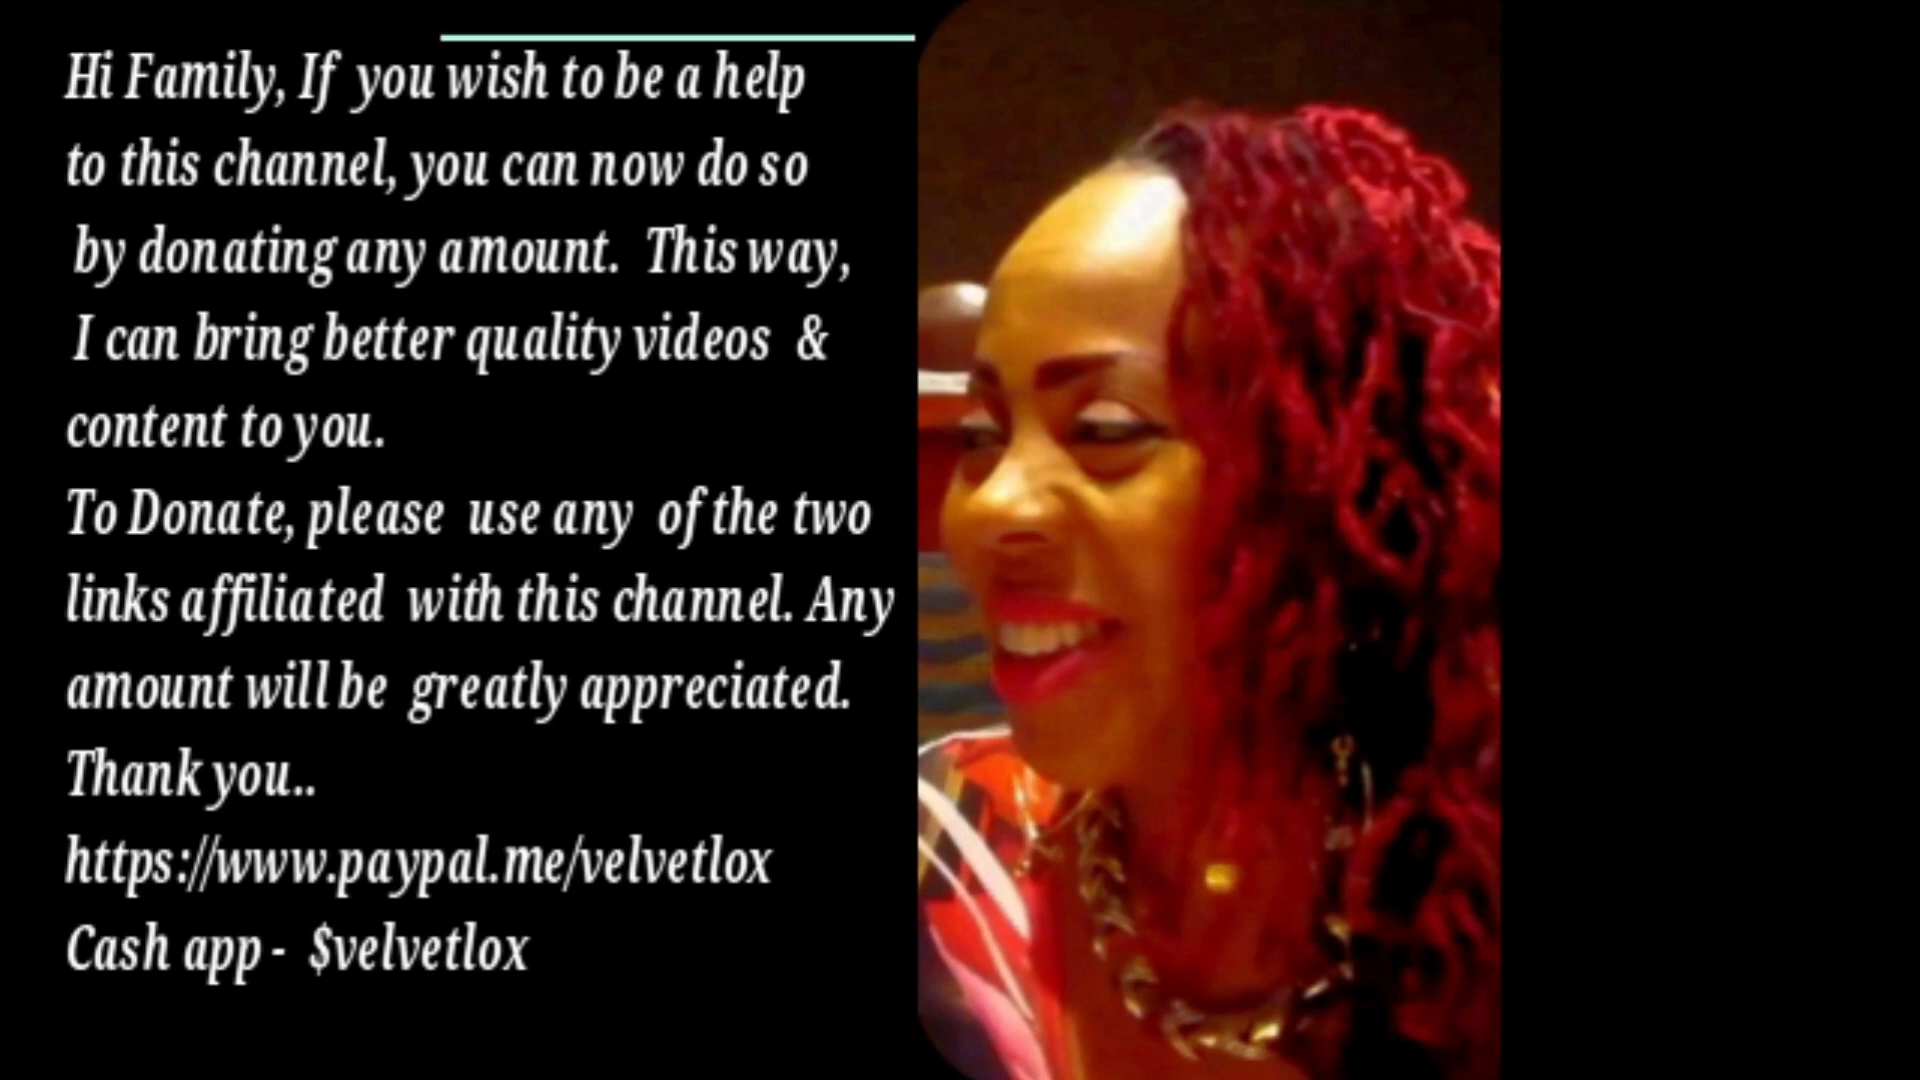 Hi Family, If you wish to be a help
to this channel, you can now do so
by donating any amount. This way,
I can bring better quality videos &
content to you.
To Donate, please use any of the two
links affiliated with this channel. Any
amount will be greatly appreciated.
Thank you..
https://www.paypal.me/velvetlox
Cash app - $velvetlox